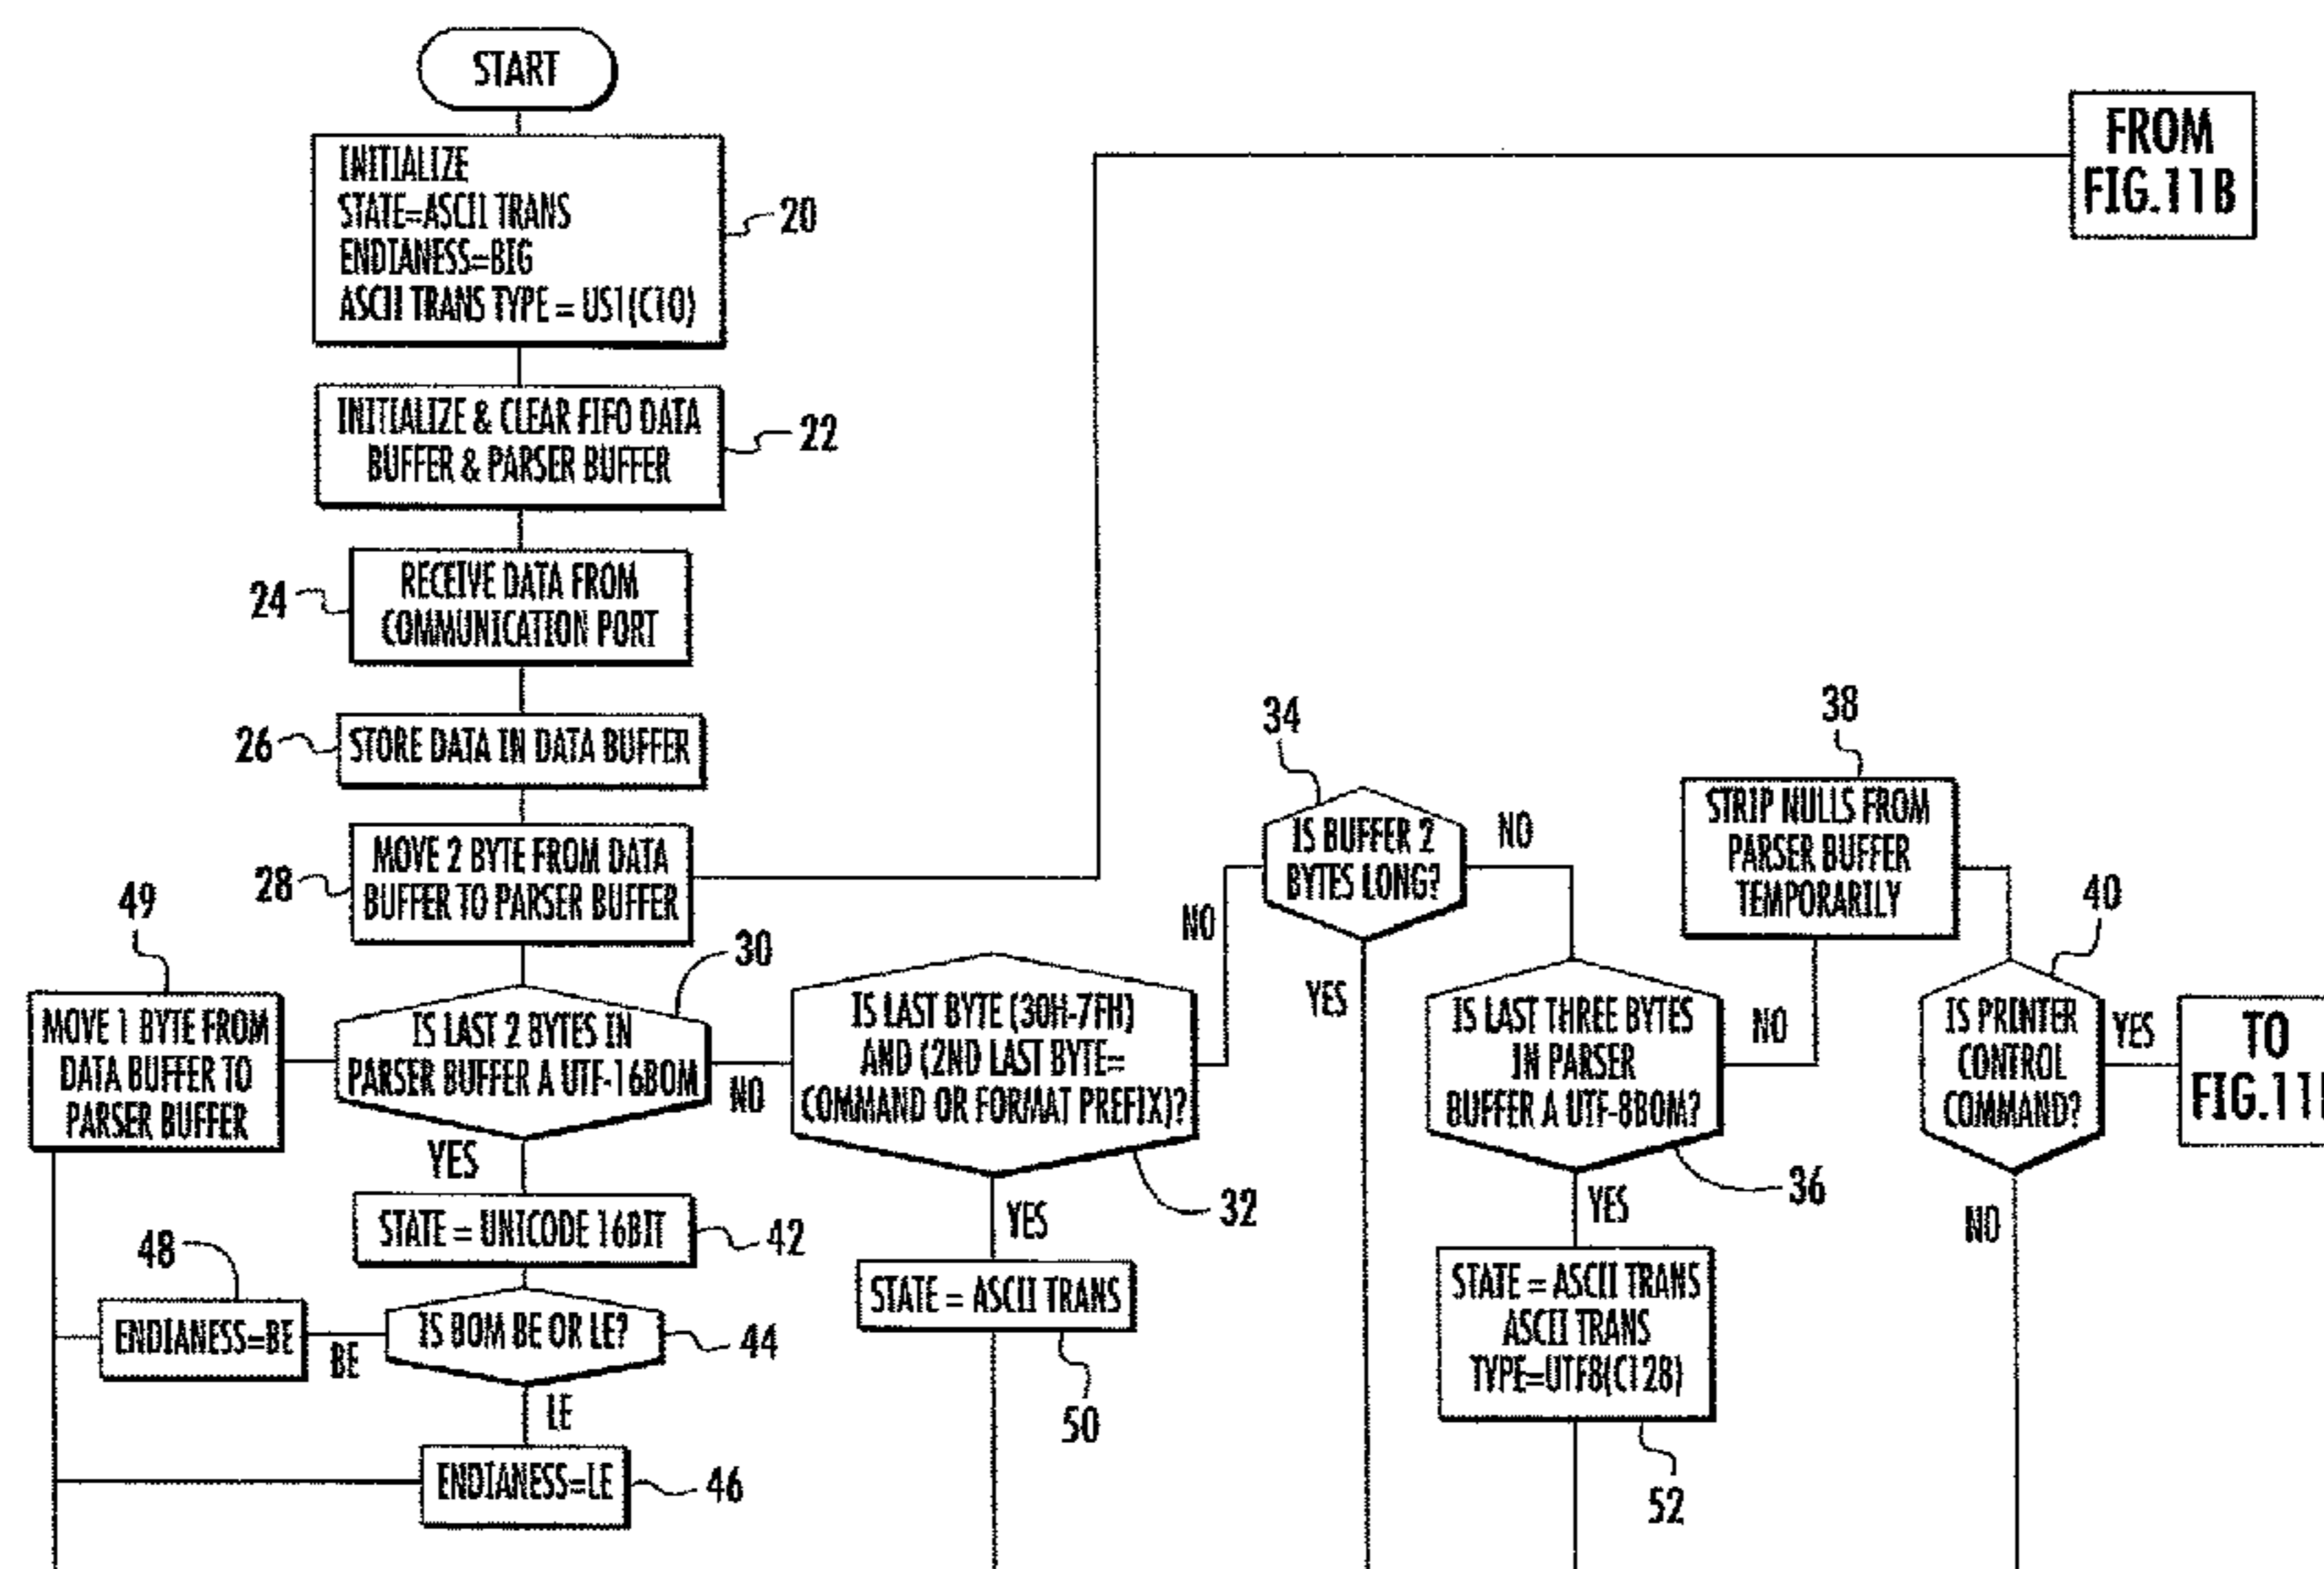 START
FROM
FIG.11B
INITIALIZE
STATE=ASCII TRANS
ENDIANESS=BIG
ASCII TRANS TYPE = US1(C10)
20
INITIALIZE & CLEAR FIFO DATA
BUFFER & PARSER BUFFER
22
24
RECEIVE DATA FROM
COMMUNICATION PORT
26
STORE DATA IN DATA BUFFER
28
MOVE 2 BYTE FROM DATA
BUFFER TO PARSER BUFFER
49
MOVE 1 BYTE FROM
DATA BUFFER TO
PARSER BUFFER
30
IS LAST 2 BYTES IN
PARSER BUFFER A UTF-16BOM
NO
YES
IS LAST BYTE (30H-7FH)
AND (2ND LAST BYTE=
COMMAND OR FORMAT PREFIX)?
32
NO
YES
34
IS BUFFER 2
BYTES LONG?
NO
YES
IS LAST THREE BYTES
IN PARSER
BUFFER A UTF-8BOM?
36
NO
YES
38
STRIP NULLS FROM
PARSER BUFFER
TEMPORARILY
40
IS PRINTER
CONTROL
COMMAND?
YES
NO
TO
FIG.11
STATE = UNICODE 16BIT
42
48
ENDIANESS=BE
BE
IS BOM BE OR LE?
44
LE
ENDIANESS=LE
46
STATE = ASCII TRANS
50
STATE = ASCII TRANS
ASCII TRANS
TYPE=UTF8(C128)
52